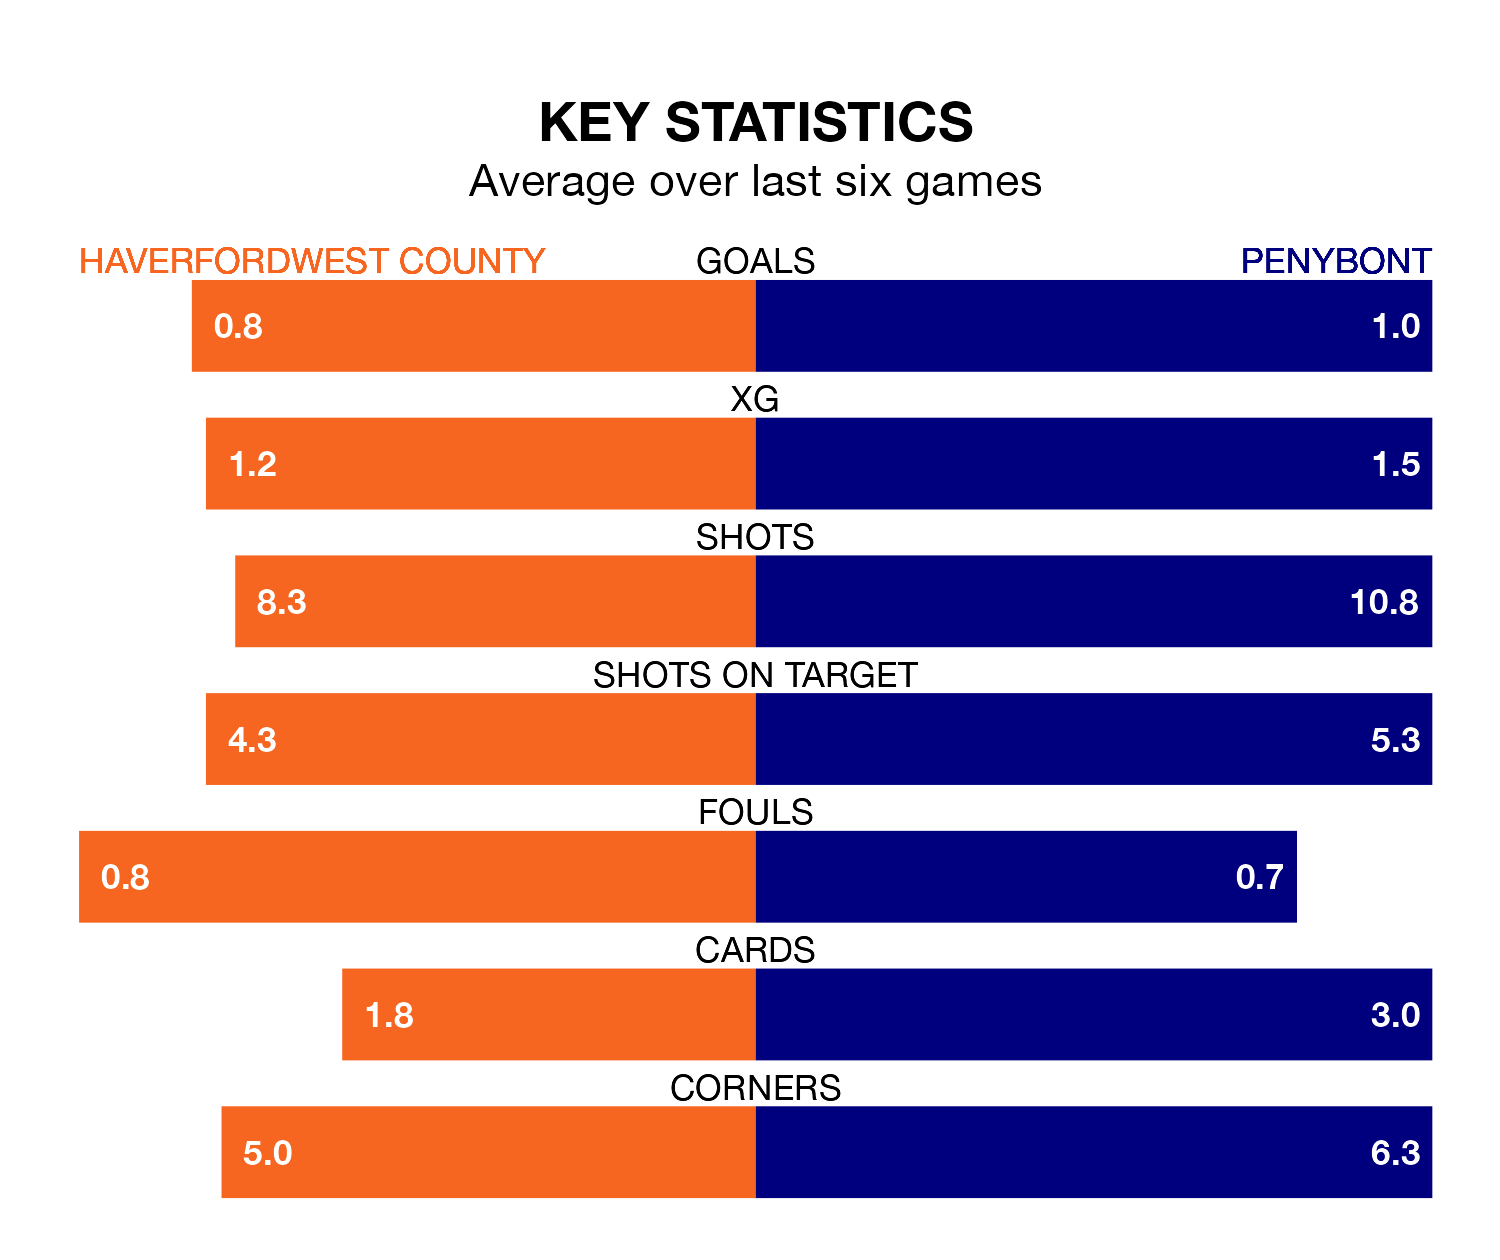 KEY STATISTICS
Average over last six games
HAVERFORDWEST COUNTY GOALS PENYBONT
0.8 1.0
XG
1.2 1.5
SHOTS
8.3 10.8
SHOTS ON TARGET
4.3 5.3
FOULS
0.8 0.7
CARDS
1.8 3.0
CORNERS
5.0 6.3